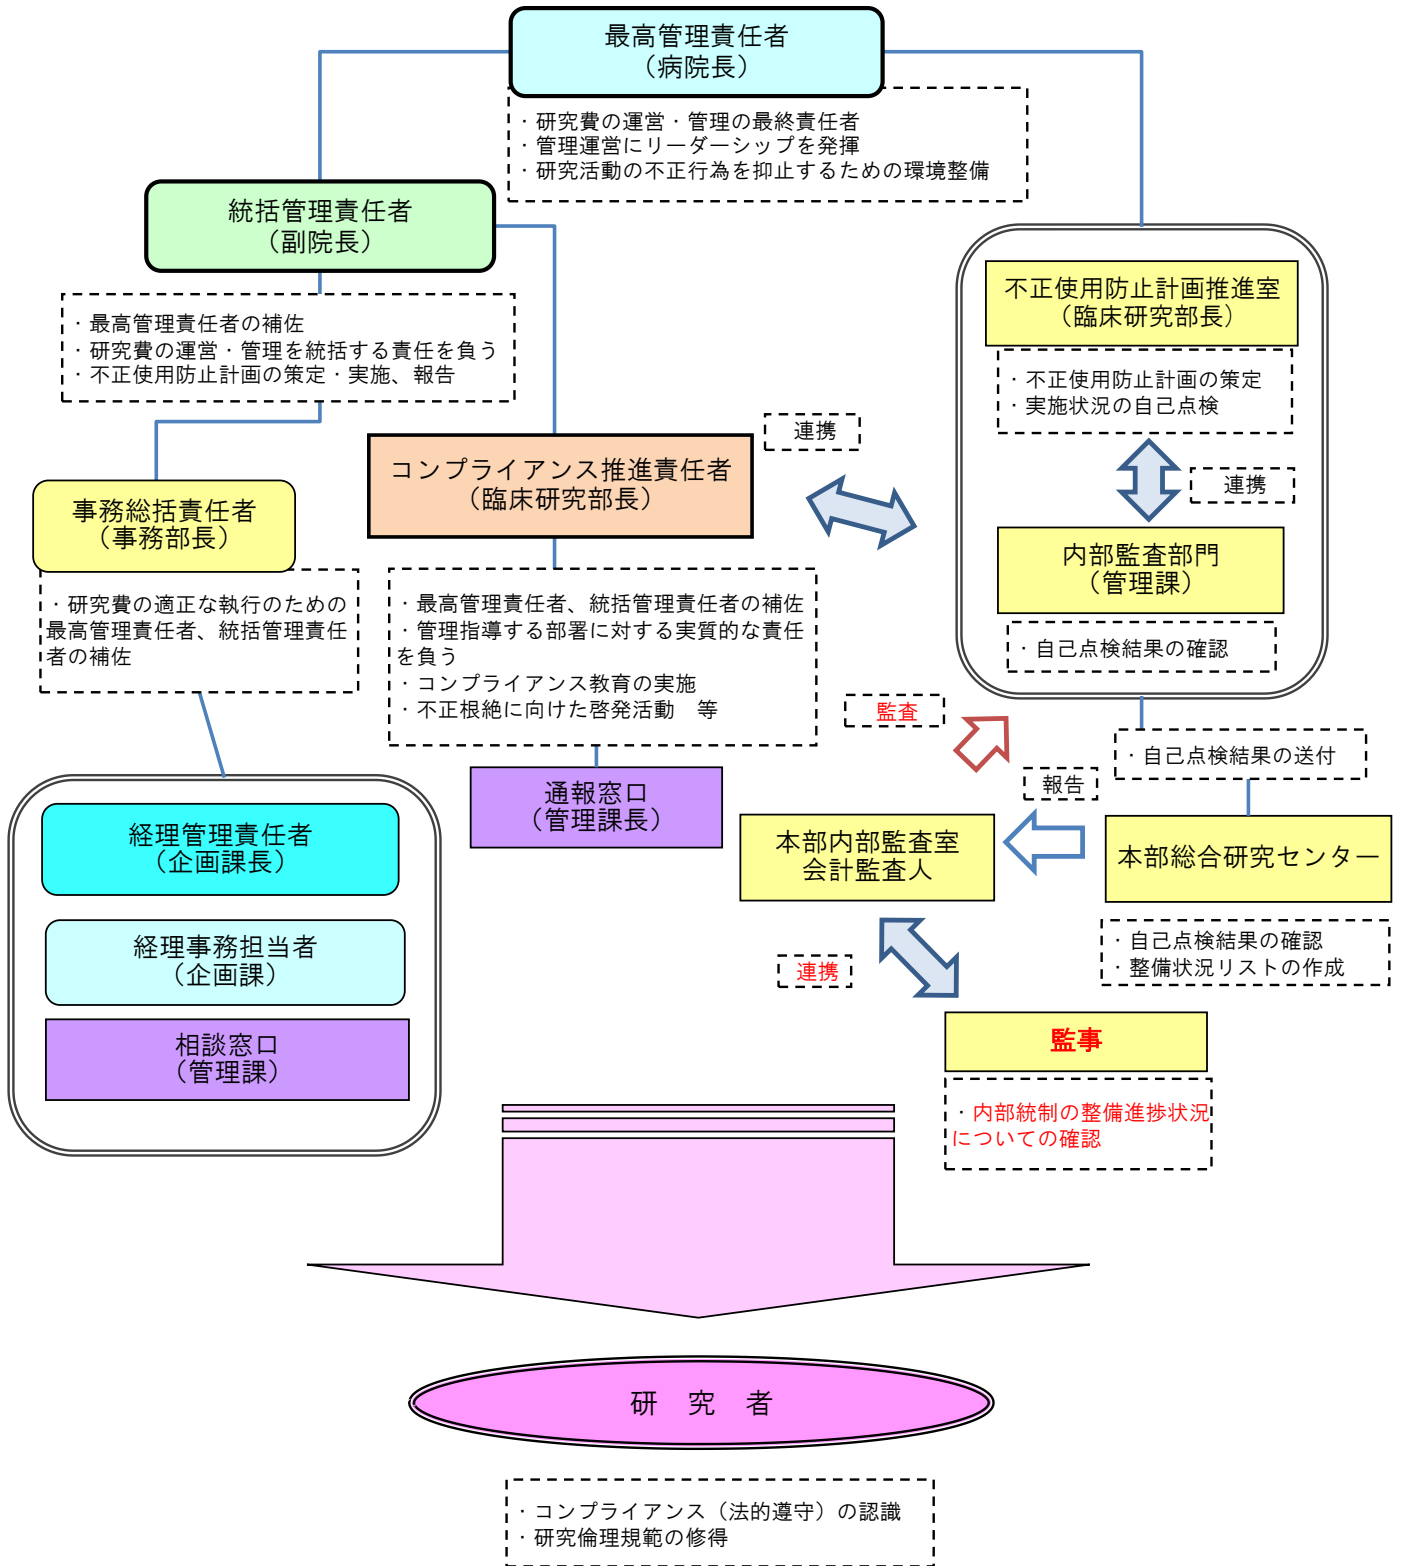 最高管理責任者
（病院長）
・研究費の運営・管理の最終責任者
・管理運営にリーダーシップを発揮
・研究活動の不正行為を抑止するための環境整備
統括管理責任者
（副院長）
・最高管理責任者の補佐
・研究費の運営・管理を統括する責任を負う
・不正使用防止計画の策定・実施、報告
不正使用防止計画推進室
（臨床研究部長）
・不正使用防止計画の策定
・実施状況の自己点検
連携
内部監査部門
（管理課）
・自己点検結果の確認
連携
コンプライアンス推進責任者
（臨床研究部長）
・最高管理責任者、統括管理責任者の補佐
・管理指導する部署に対する実質的な責任
を負う
・コンプライアンス教育の実施
・不正根絶に向けた啓発活動　等
事務総括責任者
（事務部長）
・研究費の適正な執行のための
最高管理責任者、統括管理責任
者の補佐
通報窓口
（管理課長）
経理管理責任者
（企画課長）
経理事務担当者
（企画課）
相談窓口
（管理課）
監査
・自己点検結果の送付
報告
本部内部監査室
会計監査人
本部総合研究センター
・自己点検結果の確認
・整備状況リストの作成
連携
監事
・内部統制の整備進捗状況
についての確認
研　究　者
・コンプライアンス（法的遵守）の認識
・研究倫理規範の修得